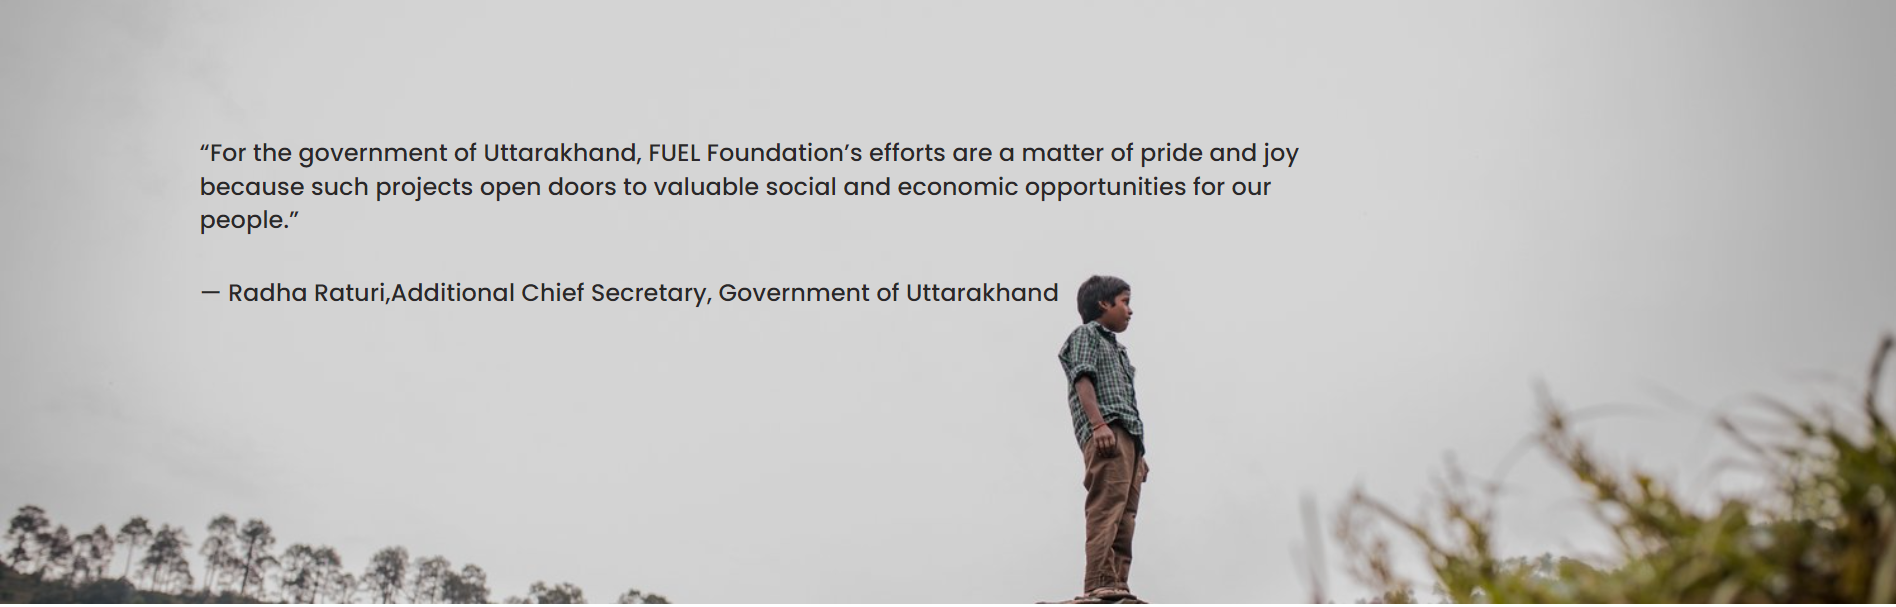 “For the government of Uttarakhand, FUEL Foundation’s efforts are a matter of pride and joy
because such projects open doors to valuable social and economic opportunities for our
people.”
— Radha Raturi,Additional Chief Secretary, Government of Uttarakhand